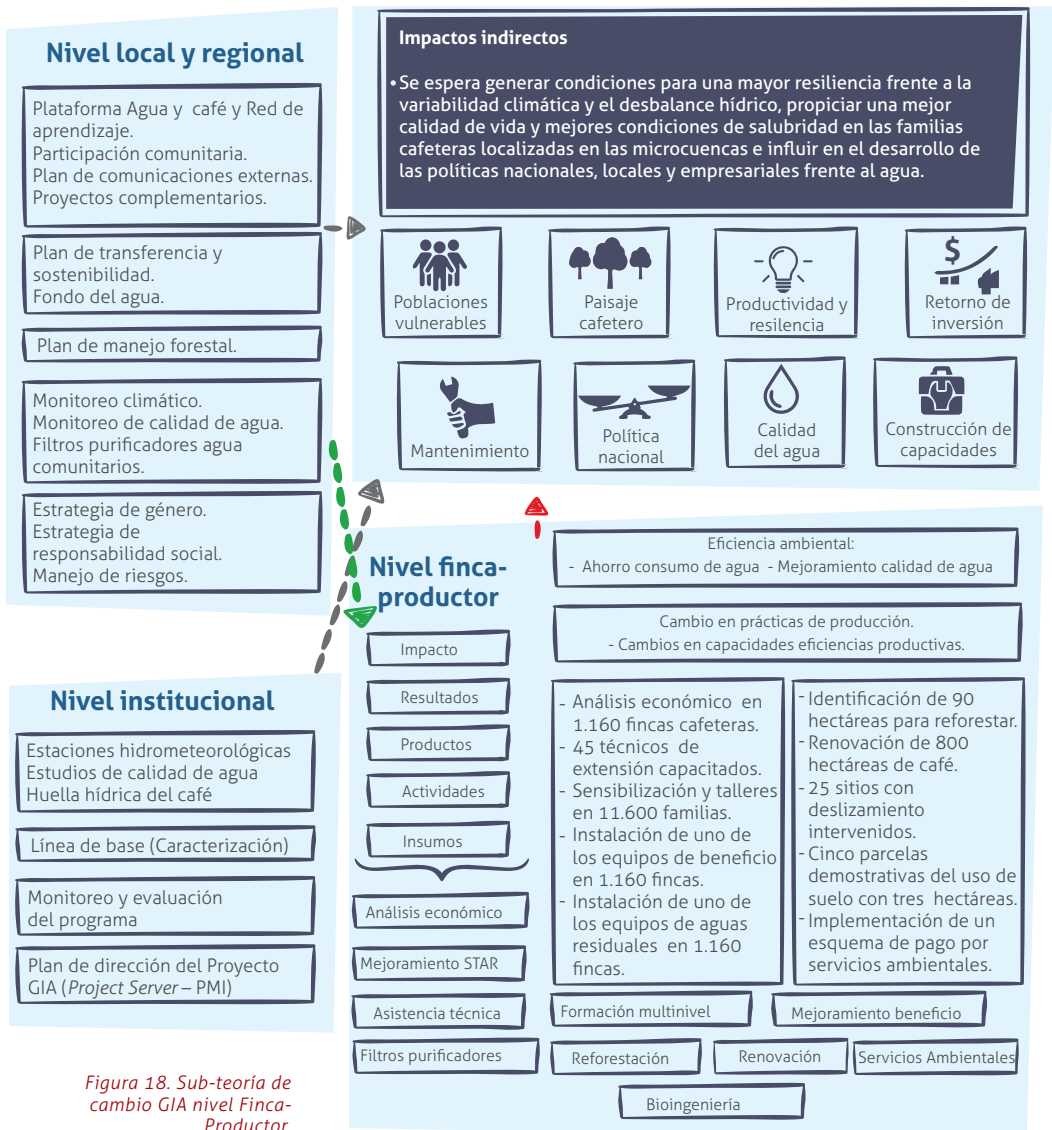 Nivel local y regional
Plataforma Agua y café y Red de
aprendizaje.
Participación comunitaria.
Plan de comunicaciones externas.
Proyectos complementarios.
Plan de transferencia y
sostenibilidad.
Fondo del agua.
Plan de manejo forestal.
Monitoreo climático.
Monitoreo de calidad de agua.
Filtros purificadores agua
comunitarios.
Estrategia de género.
Estrategia de
responsabilidad social.
Manejo de riesgos.
Impactos indirectos
• Se espera generar condiciones para una mayor resiliencia frente a la
variabilidad climática y el desbalance hídrico, propiciar una mejor
calidad de vida y mejores condiciones de salubridad en las familias
cafeteras localizadas en las microcuencas e influir en el desarrollo de
las políticas nacionales, locales y empresariales frente al agua.
Poblaciones
vulnerables
Paisaje
cafetero
Productividad y
resilencia
$
Retorno de
inversión
Mantenimiento
Política
nacional
Calidad
del agua
Construcción de
capacidades
Nivel institucional
Estaciones hidrometeorológicas
Estudios de calidad de agua
Huella hídrica del café
Línea de base (Caracterización)
Monitoreo y evaluación
del programa
Plan de dirección del Proyecto
GIA (Project Server – PMI)
Nivel finca-
productor
Impacto
Resultados
Productos
Actividades
Insumos
Análisis económico
Mejoramiento STAR
Asistencia técnica
Filtros purificadores
Eficiencia ambiental:
- Ahorro consumo de agua - Mejoramiento calidad de agua
Cambio en prácticas de producción.
- Cambios en capacidades eficiencias productivas.
- Análisis económico en
1.160 fincas cafeteras.
- 45 técnicos de
extensión capacitados.
- Sensibilización y talleres
en 11.600 familias.
- Instalación de uno de
los equipos de beneficio
en 1.160 fincas.
- Instalación de uno de
los equipos de aguas
residuales en 1.160
fincas.
- Identificación de 90
hectáreas para reforestar.
- Renovación de 800
hectáreas de café.
- 25 sitios con
deslizamiento
intervenidos.
- Cinco parcelas
demostrativas del uso de
suelo con tres hectáreas.
- Implementación de un
esquema de pago por
servicios ambientales.
Formación multinivel
Mejoramiento beneficio
Reforestación
Renovación
Servicios Ambientales
Bioingeniería
Figura 18. Sub-teoría de
cambio GIA nivel Finca-
Productor.